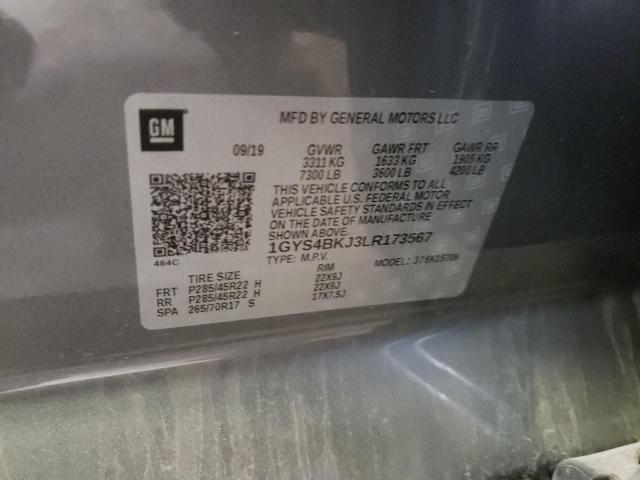 GM
MFD BY GENERAL MOTORS LLC
09/19 GVWR GAWR FRT GAWR RR
3311 KG 1633 KG 1905 KG
7300 LB 3600 LB 4200 LB
THIS VEHICLE CONFORMS TO ALL
APPLICABLE U.S. FEDERAL MOTOR
VEHICLE SAFETY STANDARDS IN EFFECT
ON THE DATE OF MANUFACTURE
SHOWN ABOVE.
1GYS4BKJ3LR173567
464C
TYPE: M.P.V. MODEL: 376K15706
TIRE SIZE RIM
FRT P285/45R22 H 22X9J
RR P285/45R22 H 22X9J
SPA 265/70R17 S 17X7.5J